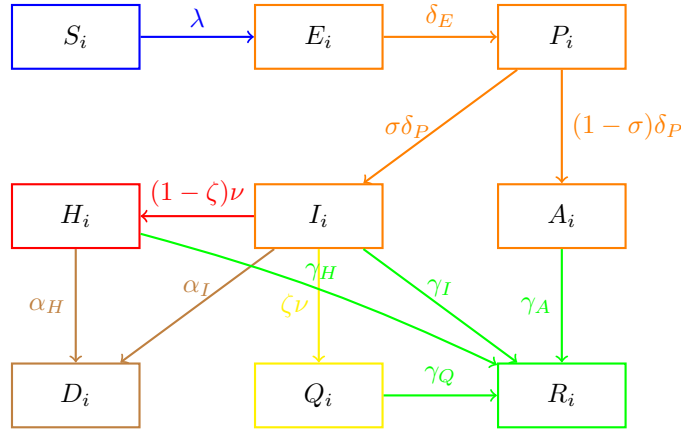 S_i λ E_i δ_E P_i
σδ_P (1 − σ)δ_P
H_i (1 − ζ)ν I_i A_i
α_H α_I ζν γ_H γ_I γ_A
D_i Q_i γ_Q R_i